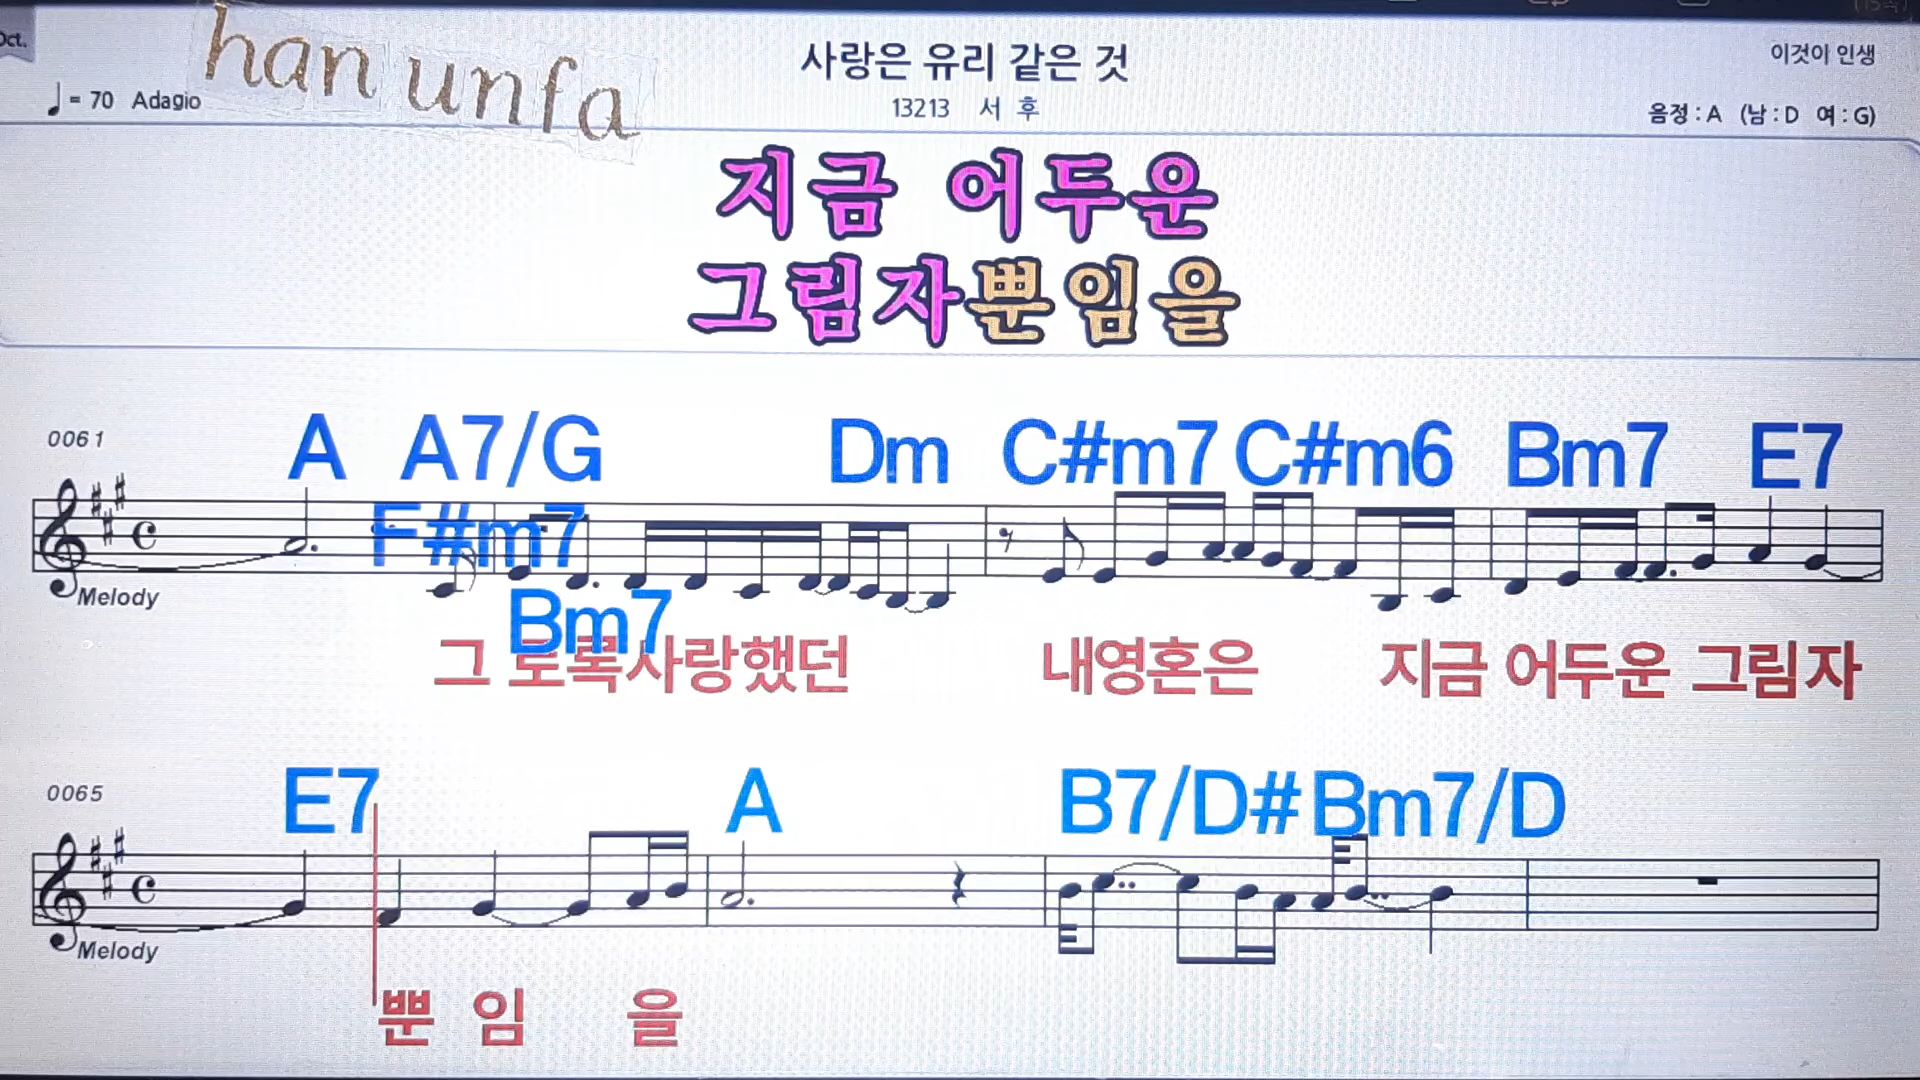 Oct.
han unfa
사랑은 유리 같은 것
이것이 인생
= 70 Adagio
13213 서 후
음정 : A (남 : D 여 : G)
지금 어두운
그림자뿐임을
0061
A A7/G Dm C#m7 C#m6 Bm7 E7
F#m7
Melody
Bm7
그 토록사랑했던 내영혼은 지금 어두운 그림자
0065
E7 A B7/D# Bm7/D
Melody
뿐 임 을